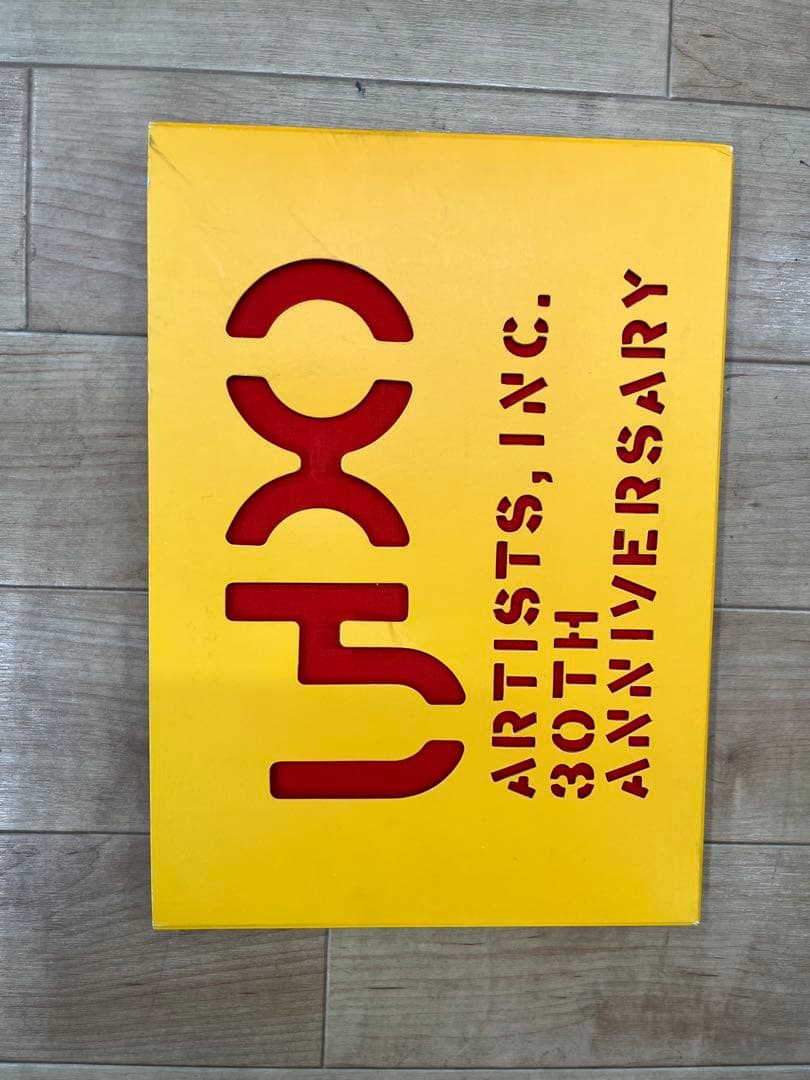 ARTISTS, INC.
30TH
ANNIVERSARY